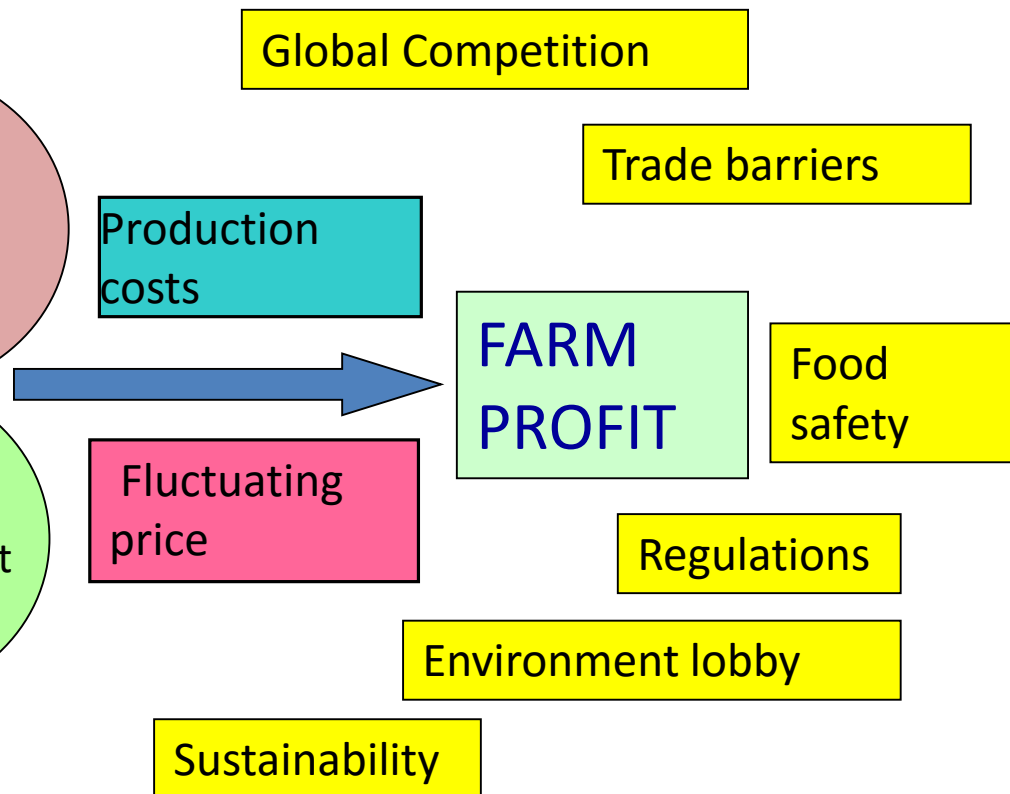 Global Competition
Trade barriers
Production
costs
FARM
PROFIT
Food
safety
Fluctuating
price
t
Regulations
Environment lobby
Sustainability